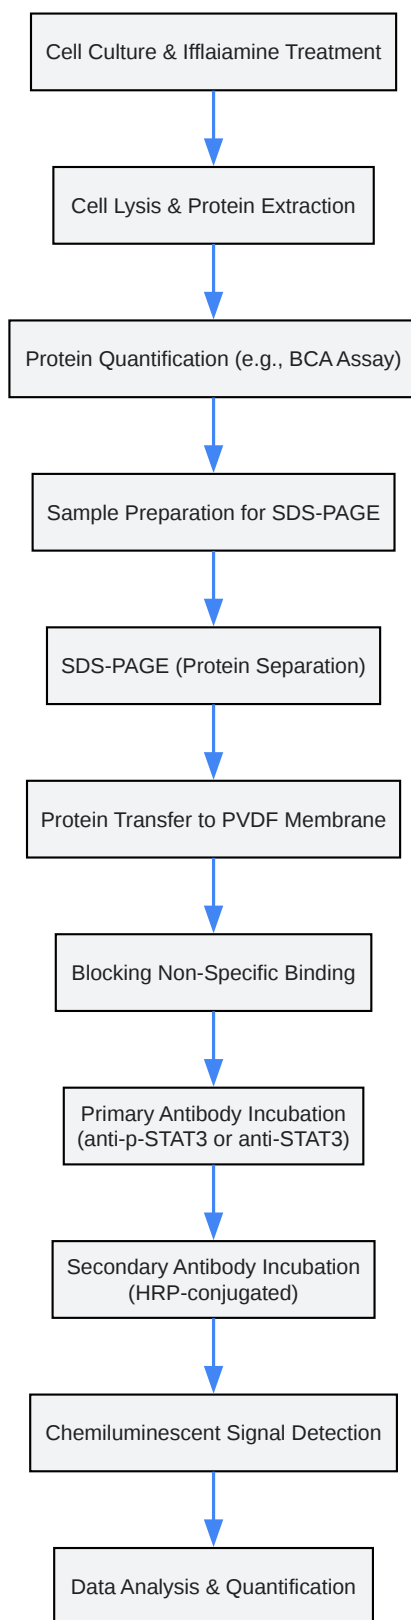 Cell Culture & Ifflaiamine Treatment
Cell Lysis & Protein Extraction
Protein Quantification (e.g., BCA Assay)
Sample Preparation for SDS-PAGE
SDS-PAGE (Protein Separation)
Protein Transfer to PVDF Membrane
Blocking Non-Specific Binding
Primary Antibody Incubation
(anti-p-STAT3 or anti-STAT3)
Secondary Antibody Incubation
(HRP-conjugated)
Chemiluminescent Signal Detection
Data Analysis & Quantification